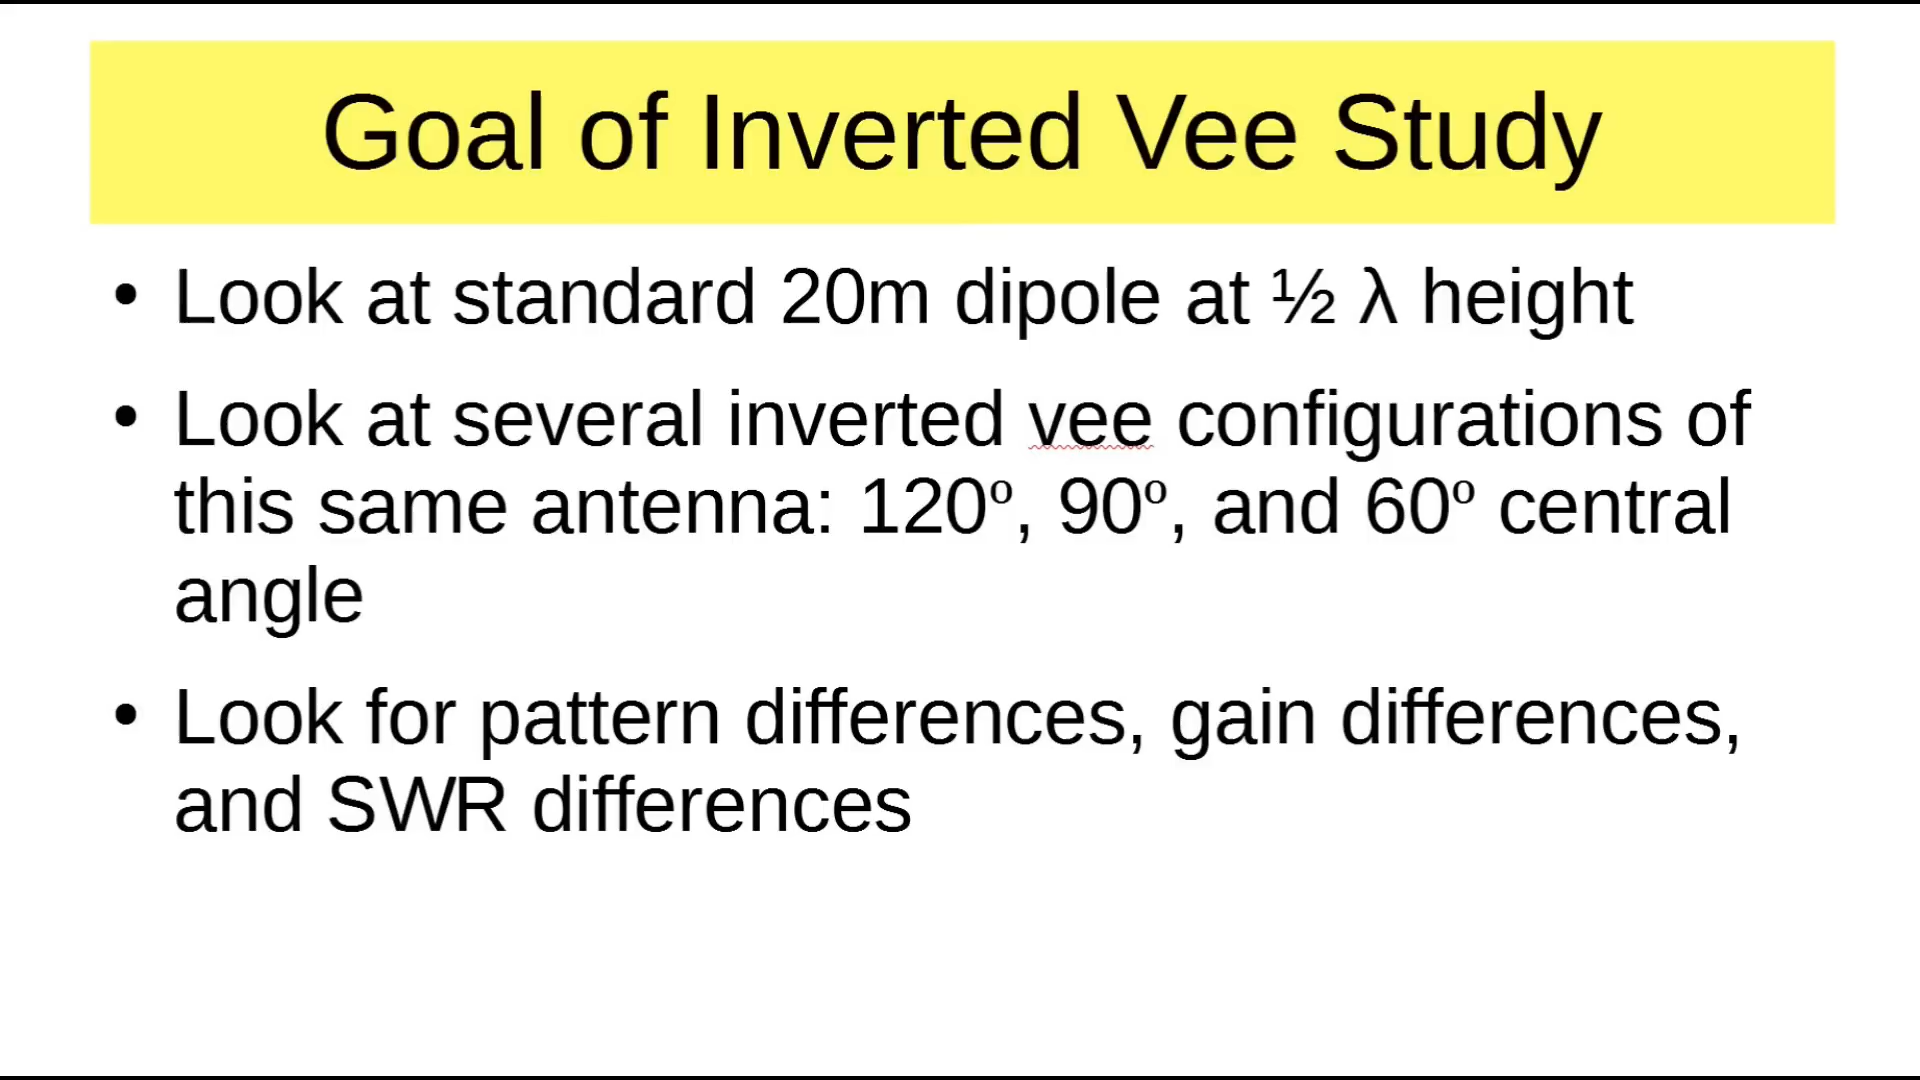 Goal of Inverted Vee Study
• Look at standard 20m dipole at ½ λ height
• Look at several inverted vee configurations of
this same antenna: 120º, 90º, and 60º central
angle
• Look for pattern differences, gain differences,
and SWR differences